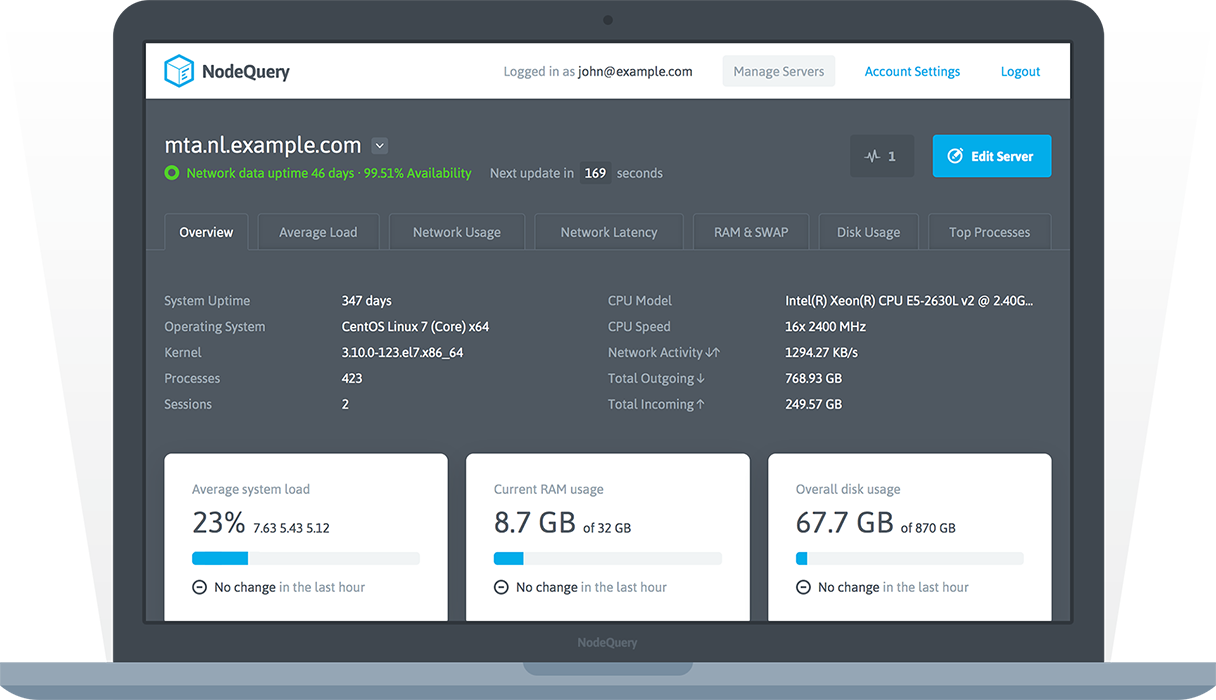 NodeQuery
Logged in as john@example.com Manage Servers Account Settings Logout
mta.nl.example.com
1 Edit Server
Network data uptime 46 days · 99.51% Availability Next update in 169 seconds
Overview Average Load Network Usage Network Latency RAM & SWAP Disk Usage Top Processes
System Uptime 347 days CPU Model Intel(R) Xeon(R) CPU E5-2630L v2 @ 2.40G...
Operating System CentOS Linux 7 (Core) x64 CPU Speed 16x 2400 MHz
Kernel 3.10.0-123.el7.x86_64 Network Activity ↓↑ 1294.27 KB/s
Processes 423 Total Outgoing ↓ 768.93 GB
Sessions 2 Total Incoming ↑ 249.57 GB
Average system load
23% 7.63 5.43 5.12
No change in the last hour
Current RAM usage
8.7 GB of 32 GB
No change in the last hour
Overall disk usage
67.7 GB of 870 GB
No change in the last hour
NodeQuery